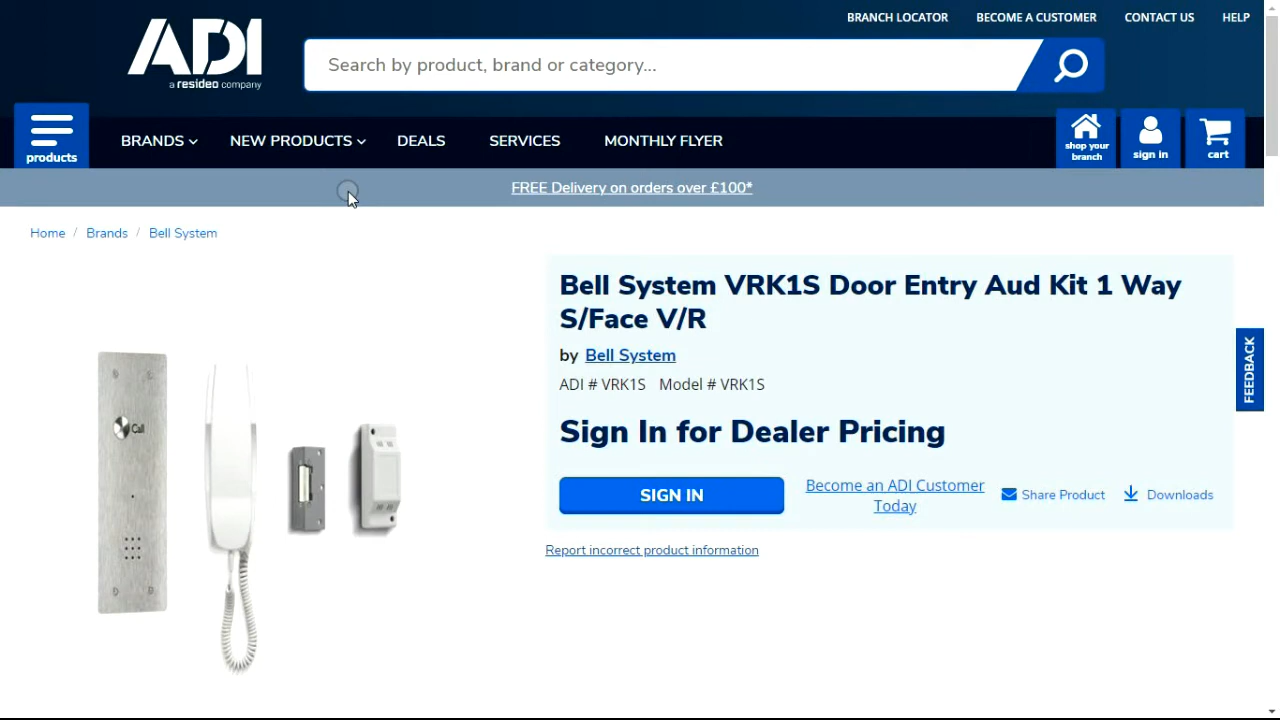 BRANCH LOCATOR BECOME A CUSTOMER CONTACT US HELP
ADI
a resideo company
Search by product, brand or category...
products
BRANDS NEW PRODUCTS DEALS SERVICES MONTHLY FLYER
shop your branch
sign in
cart
FREE Delivery on orders over £100*
Home / Brands / Bell System
Bell System VRK1S Door Entry Aud Kit 1 Way
S/Face V/R
by Bell System
ADI # VRK1S Model # VRK1S
Sign In for Dealer Pricing
SIGN IN
Become an ADI Customer
Today
Share Product
Downloads
Report incorrect product information
FEEDBACK
Call